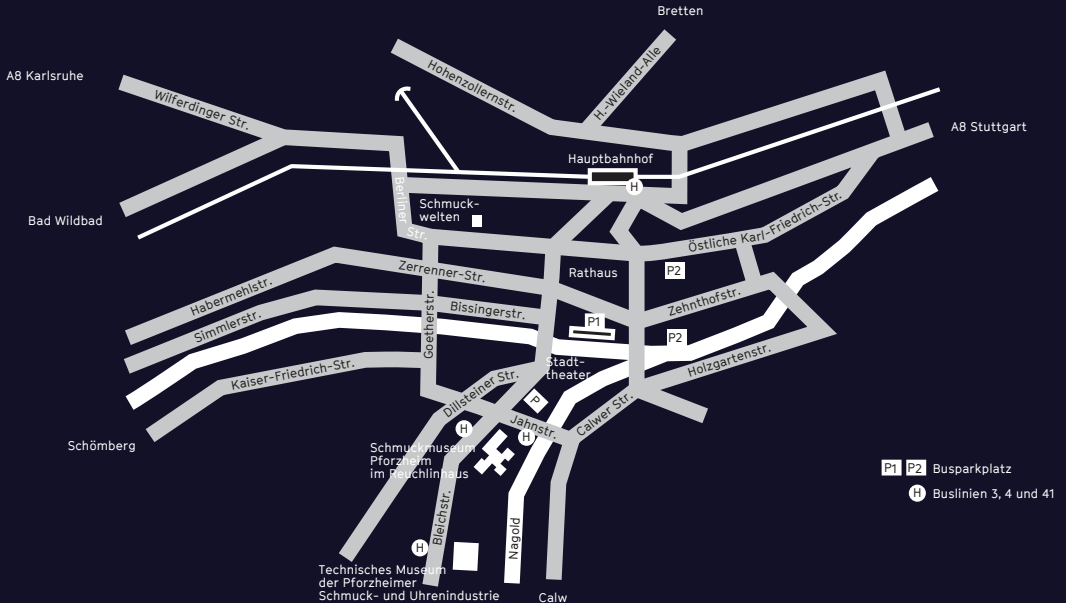 Bretten
A8 Karlsruhe
Hohenzollernstr.
H.-Wieland-Alle
Wilferdinger Str.
A8 Stuttgart
Hauptbahnhof
H
Berliner
Str.
Schmuck-
welten
Bad Wildbad
Östliche Karl-Friedrich-Str.
Zerrenner-Str.
Rathaus
P2
Habermehlstr.
Zehnthofstr.
Simmlerstr.
Goetherstr.
Bissingerstr.
P1
P2
Stadt-
theater
Holzgartenstr.
Kaiser-Friedrich-Str.
Dillsteiner Str.
P
Calwer Str.
Jahnstr.
H
H
Schömberg
Schmuckmuseum
Pforzheim
im Reuchlinhaus
P1 P2 Busparkplatz
H Buslinien 3, 4 und 41
Bleichstr.
Nagold
H
Technisches Museum
der Pforzheimer
Schmuck- und Uhrenindustrie
Calw